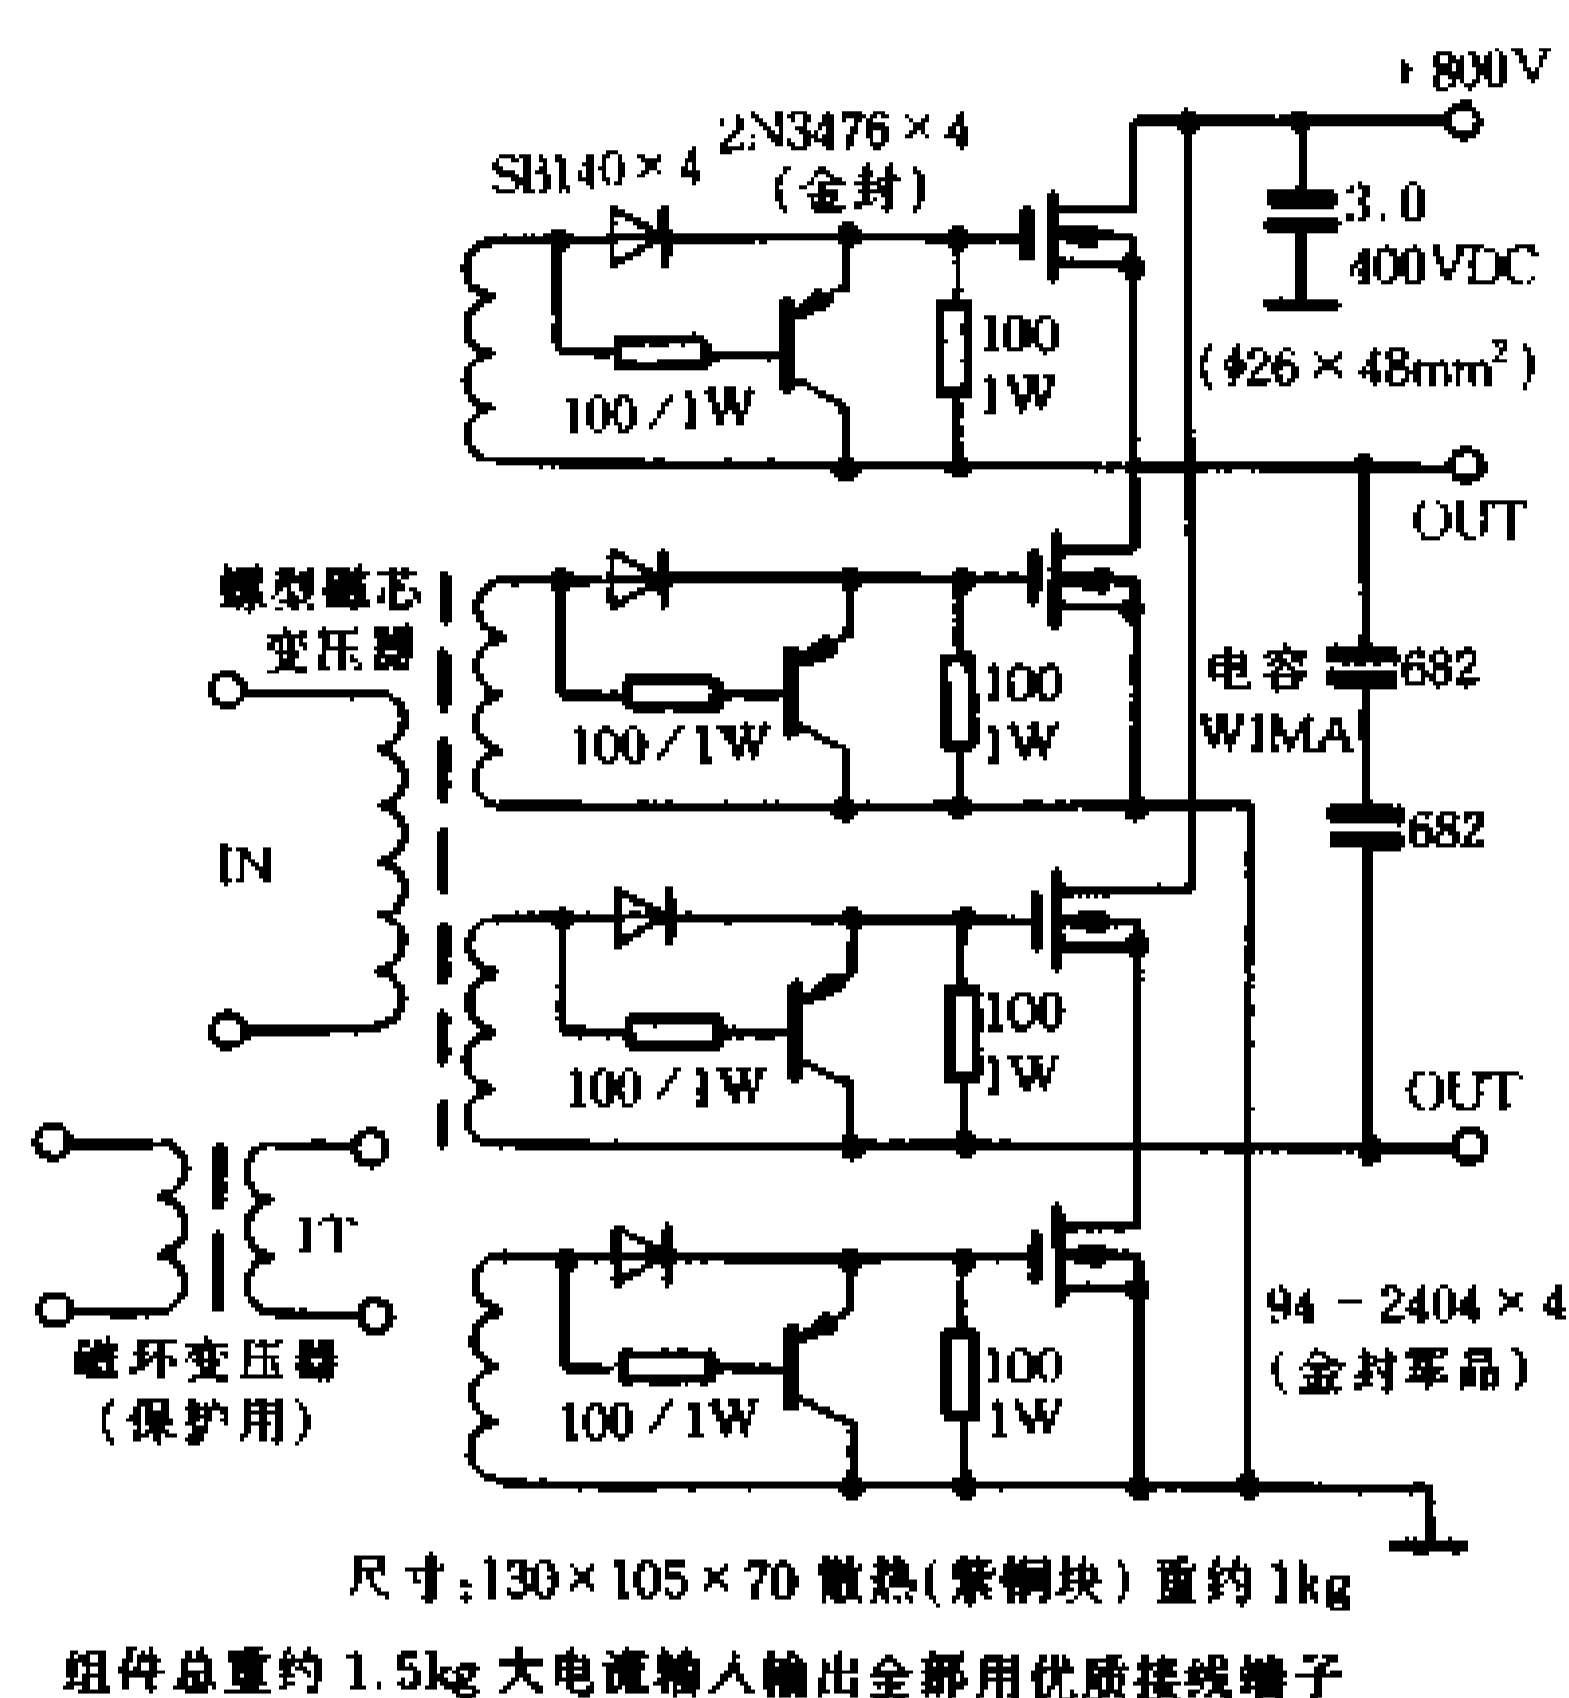 +800V
2N3476×4
SB140×4
(金封)
3.0
400VDC
100
1W
(ϕ26×48mm²)
100/1W
OUT
螺型磁芯
变压器
100
1W
100/1W
电容
WIMA
682
IN
682
100
1W
100/1W
OUT
IT
94-2404×4
(金封军品)
100
1W
100/1W
磁环变压器
(保护用)
尺寸:130×105×70 散热(紫铜块)重约1kg
组件总重约1.5kg 大电流输入输出全部用优质接线端子